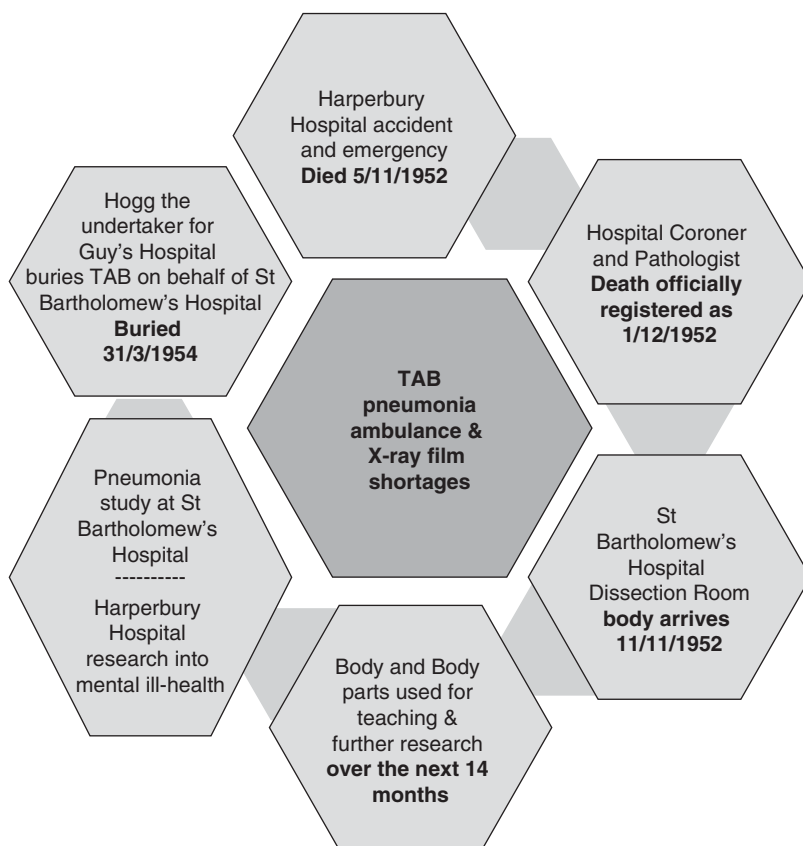 Harperbury
Hospital accident
and emergency
Died 5/11/1952
Hospital Coroner
and Pathologist
Death officially
registered as
1/12/1952
St
Bartholomew's
Hospital
Dissection Room
body arrives
11/11/1952
Body and Body
parts used for
teaching &
further research
over the next 14
months
Pneumonia
study at St
Bartholomew's
Hospital
----------
Harperbury
Hospital
research into
mental ill-health
Hogg the
undertaker for
Guy's Hospital
buries TAB on behalf of St
Bartholomew's Hospital
Buried
31/3/1954
TAB
pneumonia
ambulance &
X-ray film
shortages